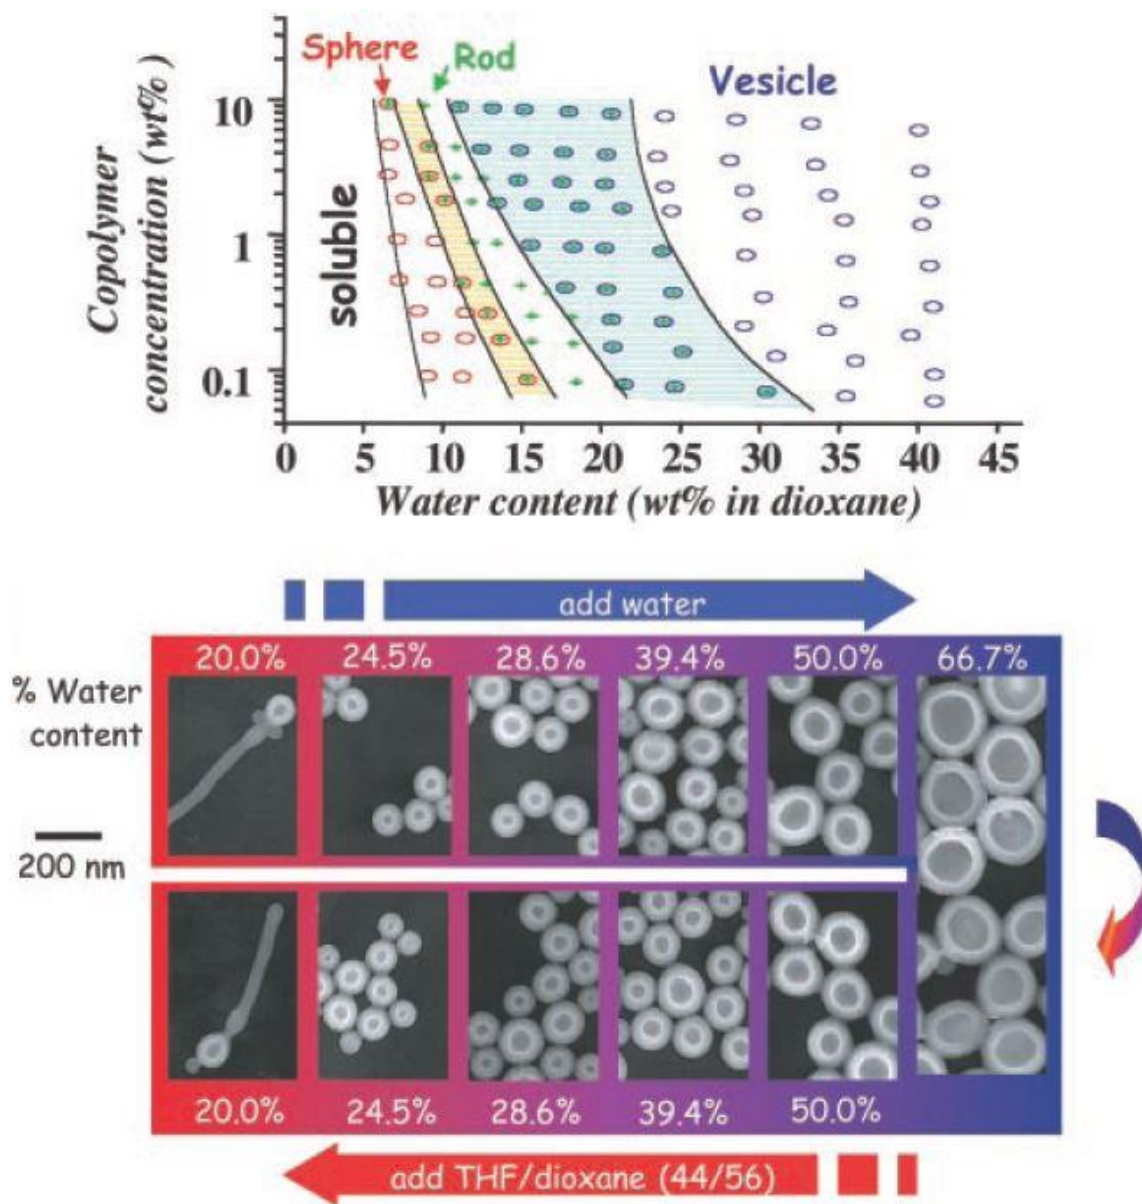 Sphere
Rod
Vesicle
soluble
Copolymer
concentration (wt%)
10
1
0.1
0 5 10 15 20 25 30 35 40 45
Water content (wt% in dioxane)
add water
20.0% 24.5% 28.6% 39.4% 50.0% 66.7%
% Water
content
200 nm
20.0% 24.5% 28.6% 39.4% 50.0%
add THF/dioxane (44/56)